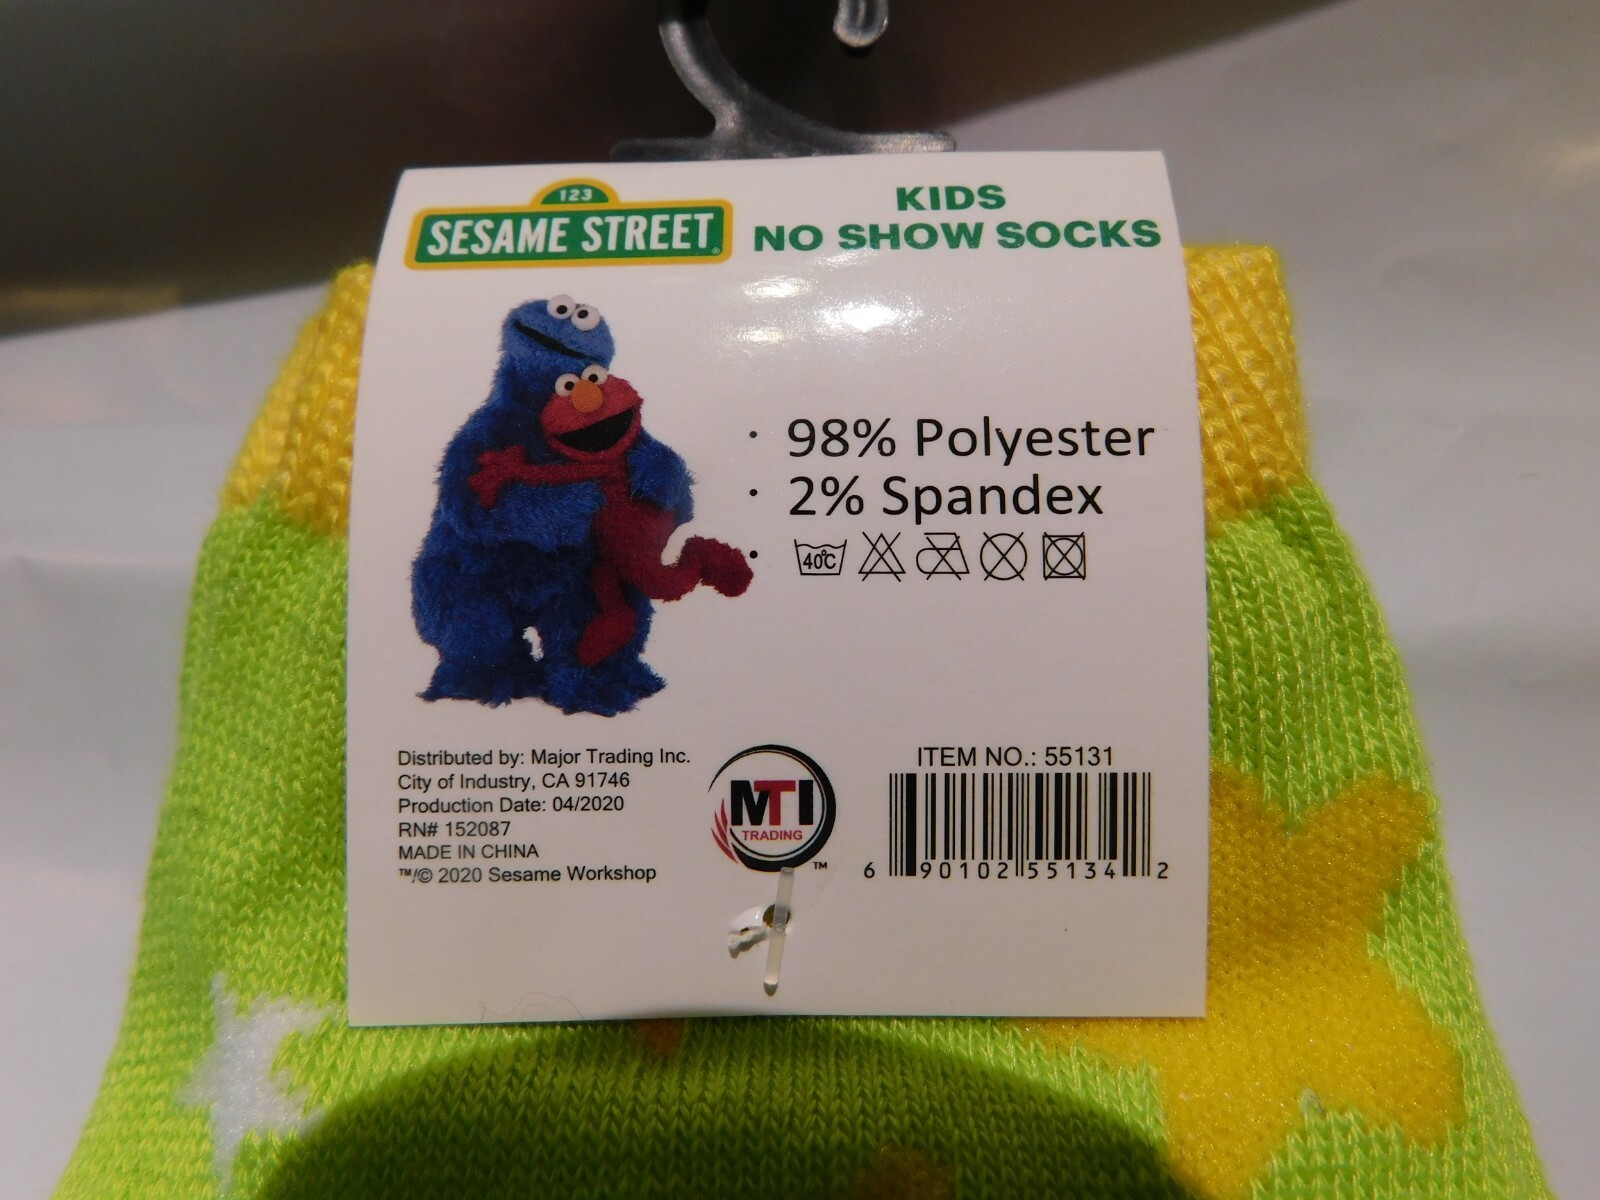 123
SESAME STREET®
KIDS
NO SHOW SOCKS
· 98% Polyester
· 2% Spandex
· 40℃
Distributed by: Major Trading Inc.
City of Industry, CA 91746
Production Date: 04/2020
RN# 152087
MADE IN CHINA
™/© 2020 Sesame Workshop
MTI
TRADING
™
ITEM NO.: 55131
6 90102 55134 2